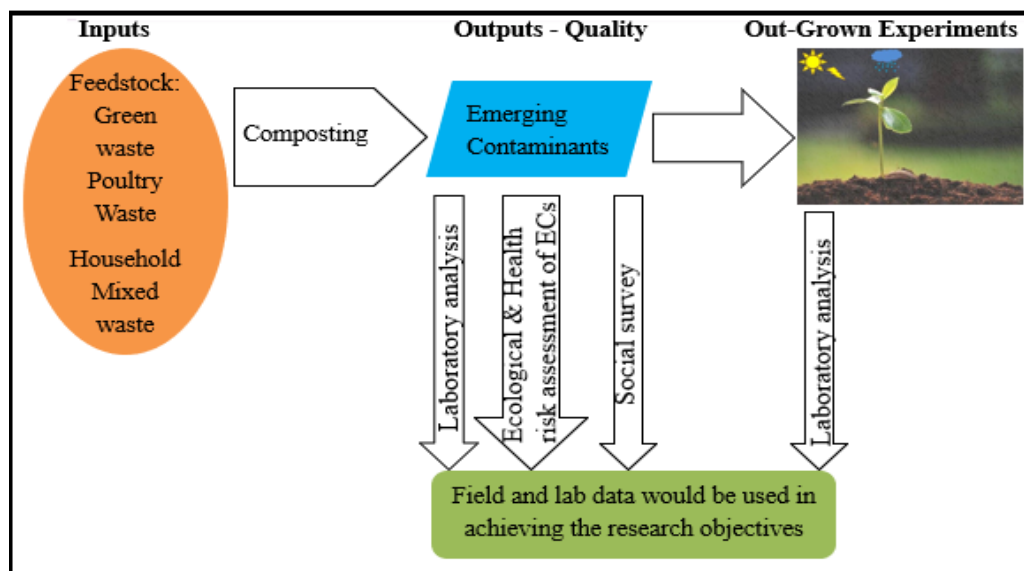 Inputs
Outputs - Quality
Out-Grown Experiments
Feedstock:
Green
waste
Poultry
Waste
Household
Mixed
waste
Composting
Emerging
Contaminants
Laboratory analysis
Ecological & Health
risk assessment of ECs
Social survey
Laboratory analysis
Field and lab data would be used in
achieving the research objectives